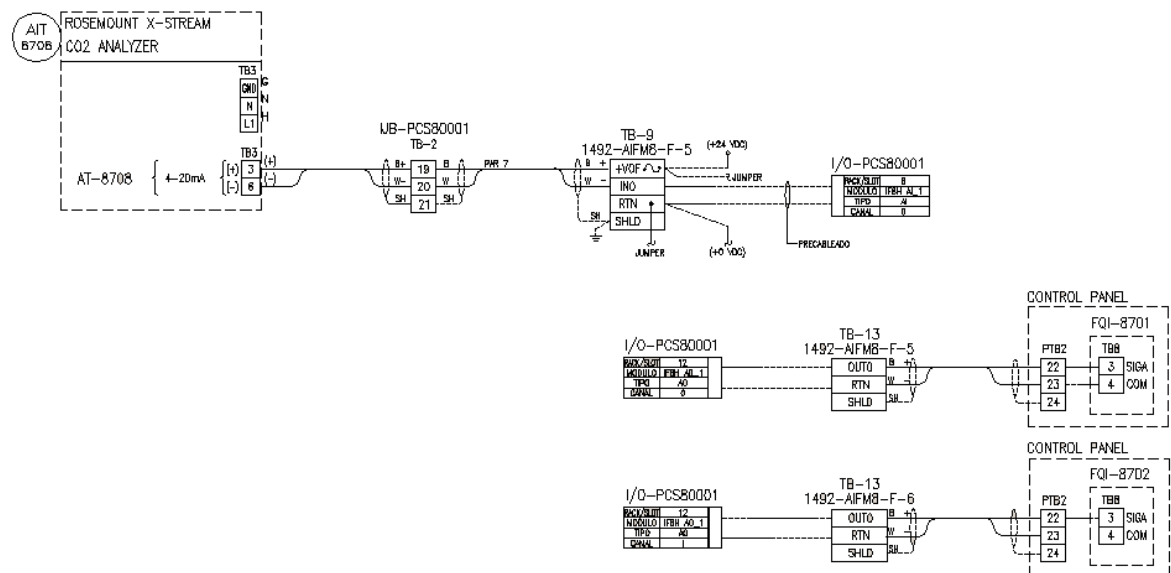 AIT
8708
ROSEMOUNT X-STREAM
CO2 ANALYZER
TB3
GND G
N N
L1 H
TB3
AT-8708
4-20mA
(+) 3 (+)
(-) 6 (-)
JB-PCS80001
TB-2
B+ 19 B
W- 20 W
SH 21 SH
PAR 7
TB-9
1492-AIFM8-F-5
B + +VOF
W - IN0
RTN
SH SHLD
(+24 VDC)
JUMPER
JUMPER
(+0 VDC)
PRECABLEADO
I/O-PCS80001
RACK/SLOT 8
MODULO IF8H AI_1
TIPO AI
CANAL 0
I/O-PCS80001
RACK/SLOT 12
MODULO
TIPO AO
CANAL 0
TB-13
1492-AIFM8-F-5
OUT0 B +
RTN W -
SHLD SH
CONTROL PANEL
FQI-8701
PTB2
22
23
24
TB8
3 SIGA
4 COM
I/O-PCS80001
RACK/SLOT 12
MODULO IF8H AO_1
TIPO AO
CANAL 1
TB-13
1492-AIFM8-F-6
OUT0 B +
RTN W -
SHLD SH
CONTROL PANEL
FQI-8702
PTB2
22
23
24
TB8
3 SIGA
4 COM